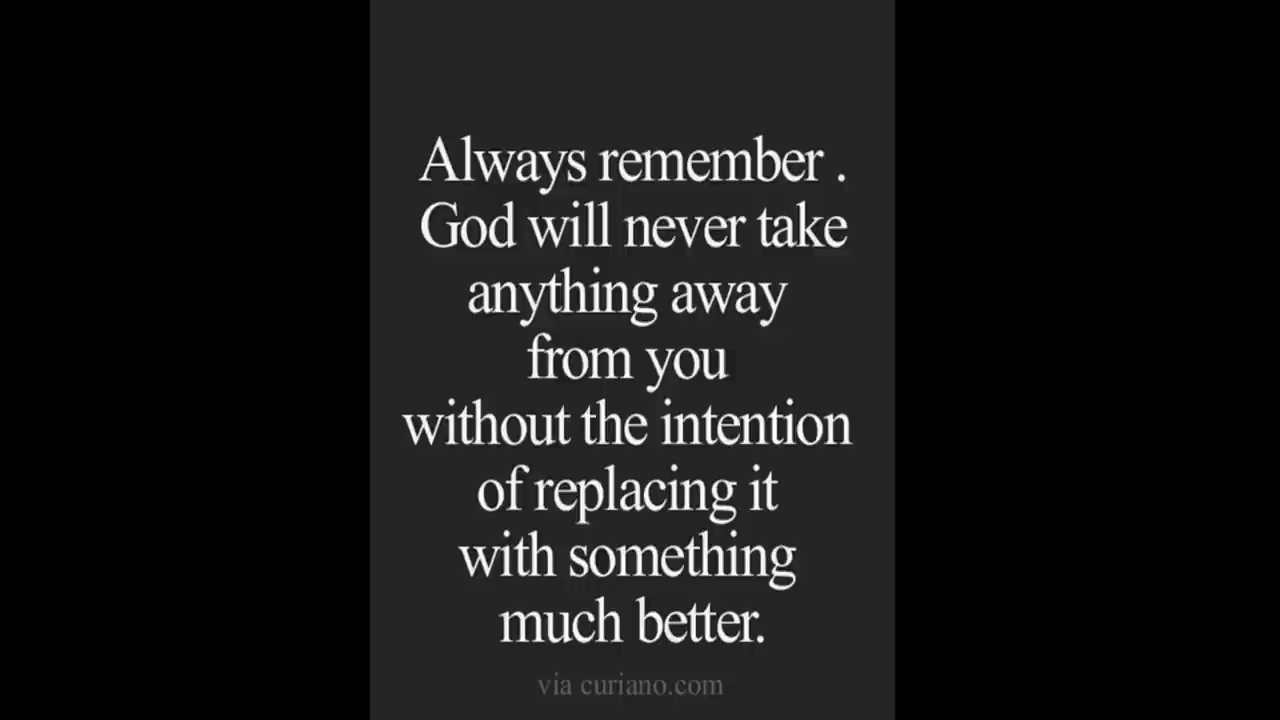 Always remember .
God will never take
anything away
from you
without the intention
of replacing it
with something
much better.
via curiano.com